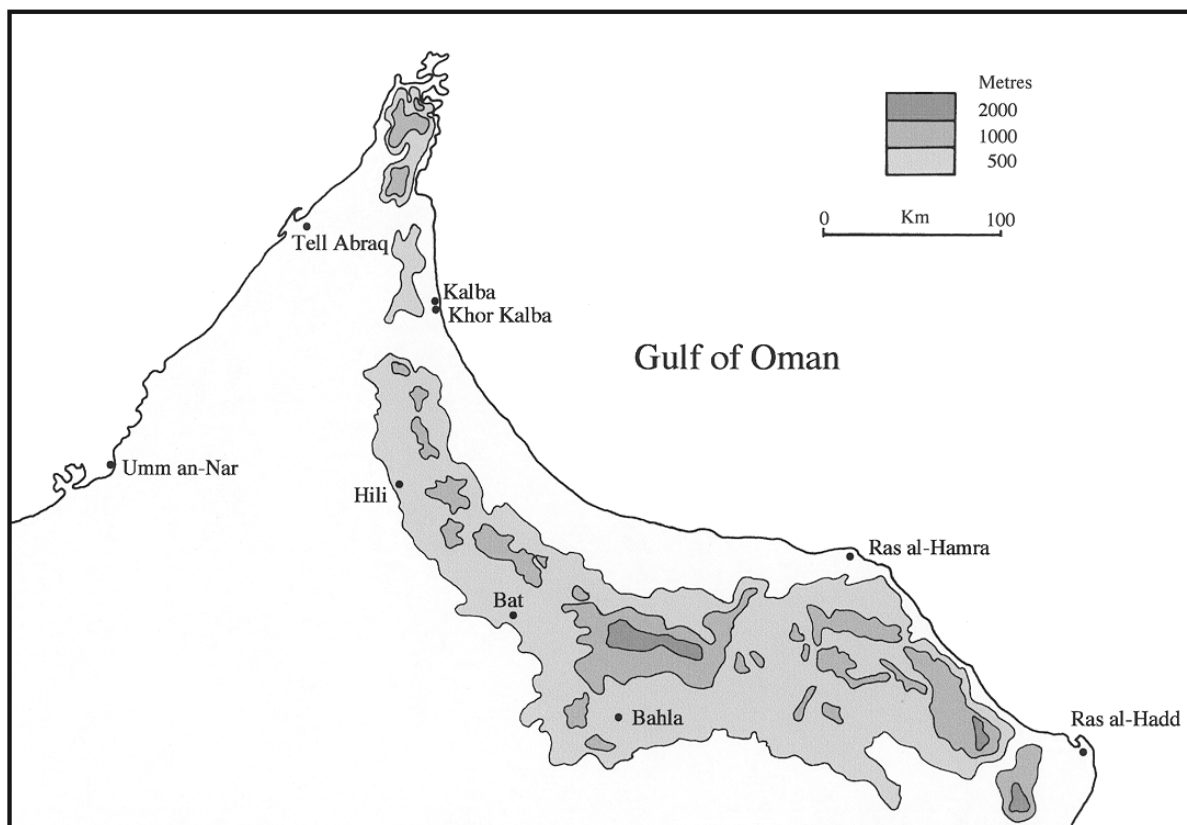 Metres
2000
1000
500
0 Km 100
Tell Abraq
Kalba
Khor Kalba
Gulf of Oman
Umm an-Nar
Hili
Ras al-Hamra
Bat
Bahla
Ras al-Hadd